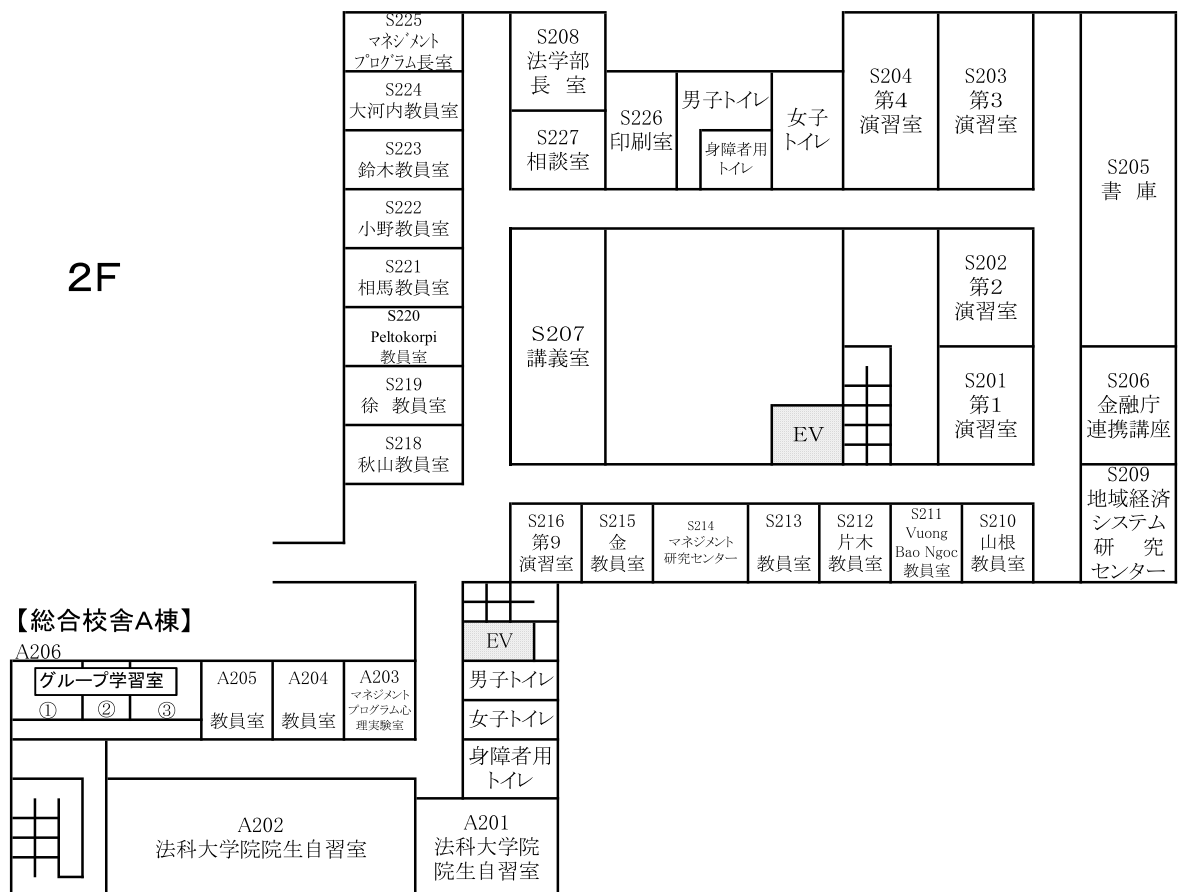 S225
マネジメント
プログラム長室
S224
大河内教員室
S223
鈴木教員室
S222
小野教員室
S221
相馬教員室
S220
Peltokorpi
教員室
S219
徐 教員室
S218
秋山教員室
2F
S208
法学部
長 室
S227
相談室
S226
印刷室
男子トイレ
身障者用
トイレ
女子
トイレ
S204
第4
演習室
S203
第3
演習室
S205
書 庫
S207
講義室
EV
S202
第2
演習室
S201
第1
演習室
S206
金融庁
連携講座
S209
地域経済
システム
研 究
センター
S216
第9
演習室
S215
金
教員室
S214
マネジメント
研究センター
S213
教員室
S212
片木
教員室
S211
Vuong
Bao Ngoc
教員室
S210
山根
教員室
【総合校舎A棟】
A206
グループ学習室
①
②
③
A205
教員室
A204
教員室
A203
マネジメント
プログラム心
理実験室
EV
男子トイレ
女子トイレ
身障者用
トイレ
A202
法科大学院院生自習室
A201
法科大学院
院生自習室